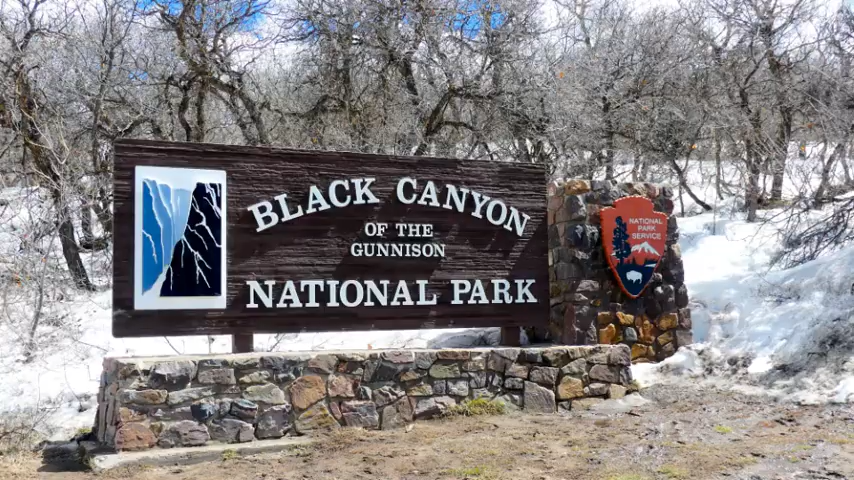 BLACK CANYON
OF THE
GUNNISON
NATIONAL PARK
NATIONAL
PARK
SERVICE